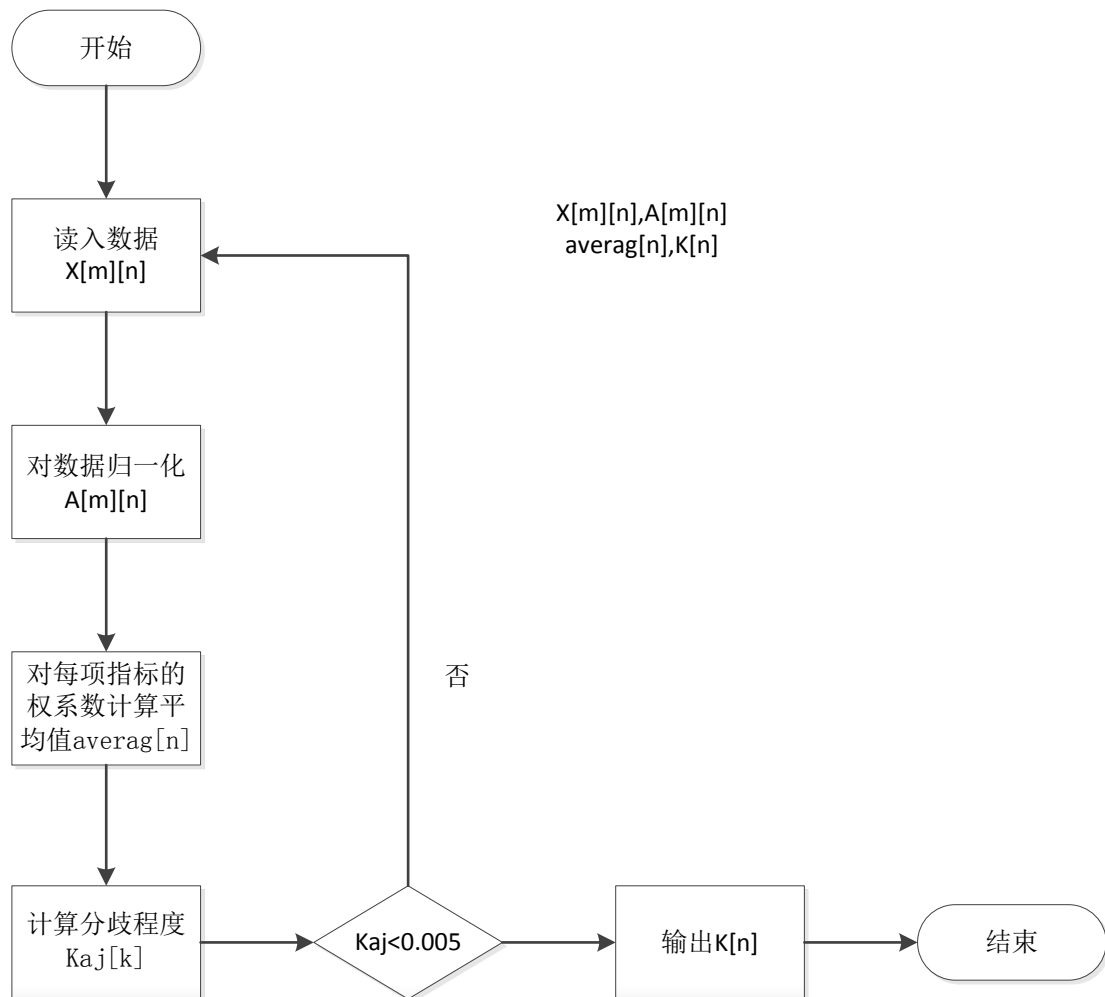 开始
读入数据
X[m][n]
X[m][n],A[m][n]
averag[n],K[n]
对数据归一化
A[m][n]
对每项指标的
权系数计算平
均值averag[n]
否
计算分歧程度
Kaj[k]
Kaj<0.005
输出K[n]
结束